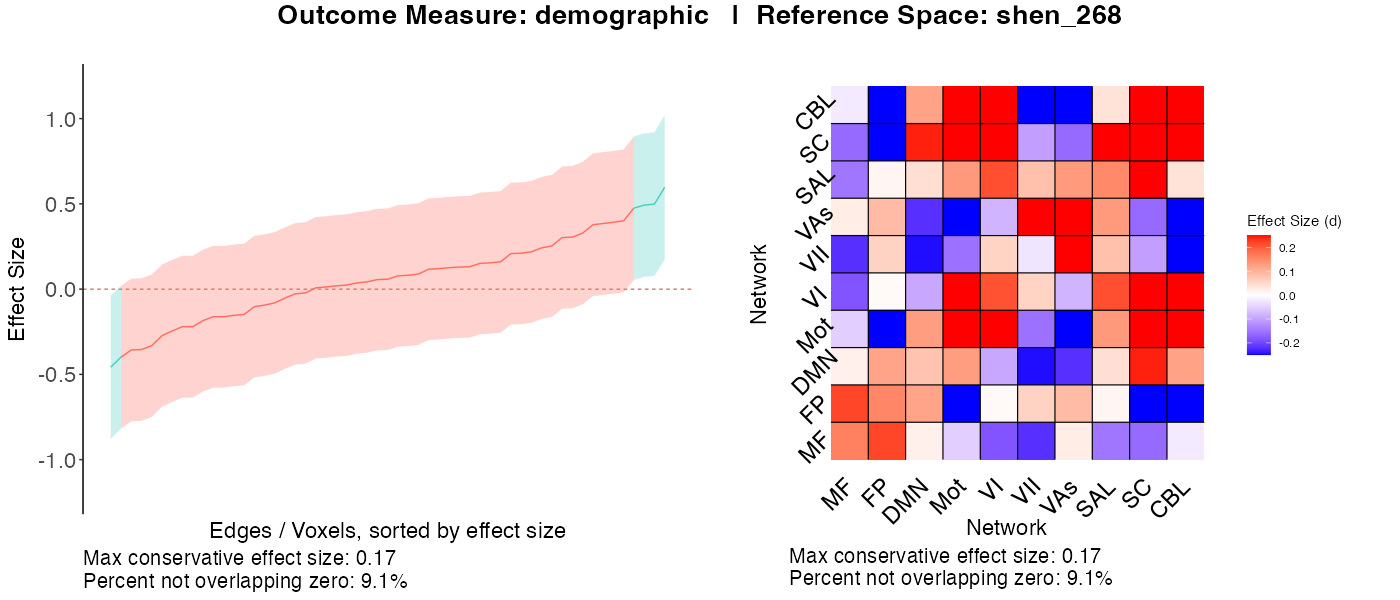 Outcome Measure: demographic | Reference Space: shen_268
Effect Size
1.0
0.5
0.0
-0.5
-1.0
Edges / Voxels, sorted by effect size
Max conservative effect size: 0.17
Percent not overlapping zero: 9.1%
Network
CBL
SC
SAL
VAs
VII
VI
Mot
DMN
FP
MF
MF FP DMN Mot VI VII VAs SAL SC CBL
Network
Max conservative effect size: 0.17
Percent not overlapping zero: 9.1%
Effect Size (d)
0.2
0.1
0.0
-0.1
-0.2